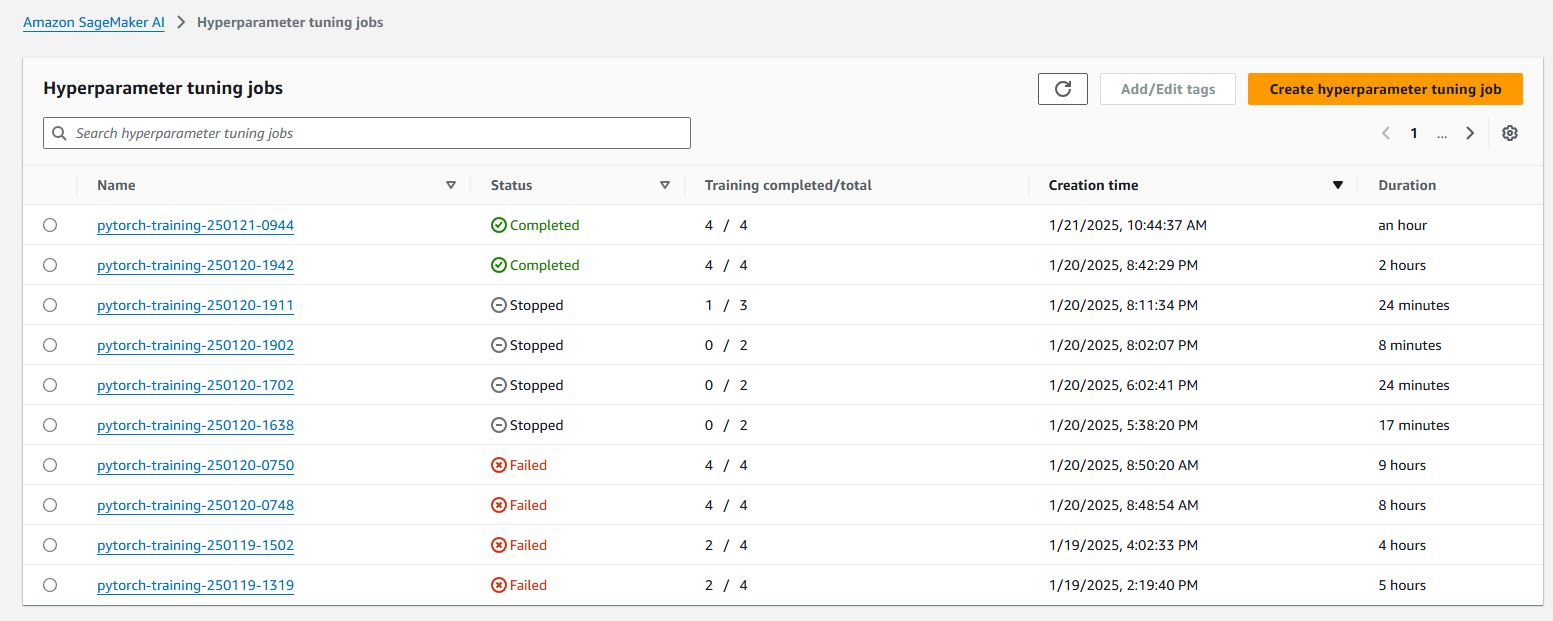 Amazon SageMaker AI > Hyperparameter tuning jobs
Hyperparameter tuning jobs
Add/Edit tags
Create hyperparameter tuning job
Search hyperparameter tuning jobs
1 ...
Name Status Training completed/total Creation time Duration
pytorch-training-250121-0944 Completed 4 / 4 1/21/2025, 10:44:37 AM an hour
pytorch-training-250120-1942 Completed 4 / 4 1/20/2025, 8:42:29 PM 2 hours
pytorch-training-250120-1911 Stopped 1 / 3 1/20/2025, 8:11:34 PM 24 minutes
pytorch-training-250120-1902 Stopped 0 / 2 1/20/2025, 8:02:07 PM 8 minutes
pytorch-training-250120-1702 Stopped 0 / 2 1/20/2025, 6:02:41 PM 24 minutes
pytorch-training-250120-1638 Stopped 0 / 2 1/20/2025, 5:38:20 PM 17 minutes
pytorch-training-250120-0750 Failed 4 / 4 1/20/2025, 8:50:20 AM 9 hours
pytorch-training-250120-0748 Failed 4 / 4 1/20/2025, 8:48:54 AM 8 hours
pytorch-training-250119-1502 Failed 2 / 4 1/19/2025, 4:02:33 PM 4 hours
pytorch-training-250119-1319 Failed 2 / 4 1/19/2025, 2:19:40 PM 5 hours